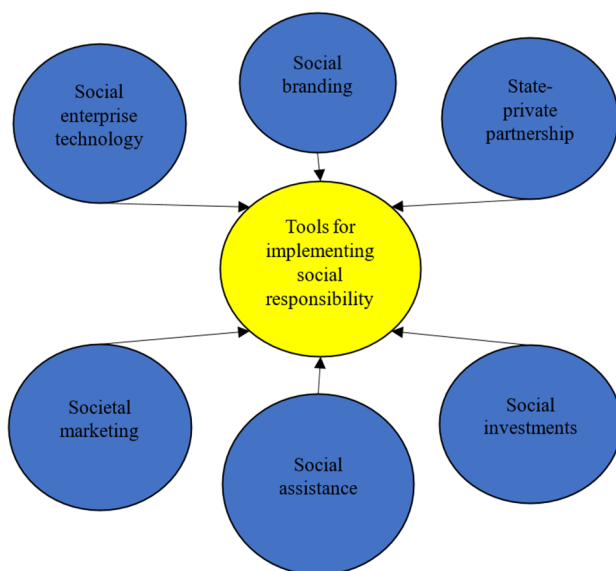 Social
enterprise
technology
Social
branding
State-
private
partnership
Tools for
implementing
social
responsibility
Societal
marketing
Social
assistance
Social
investments